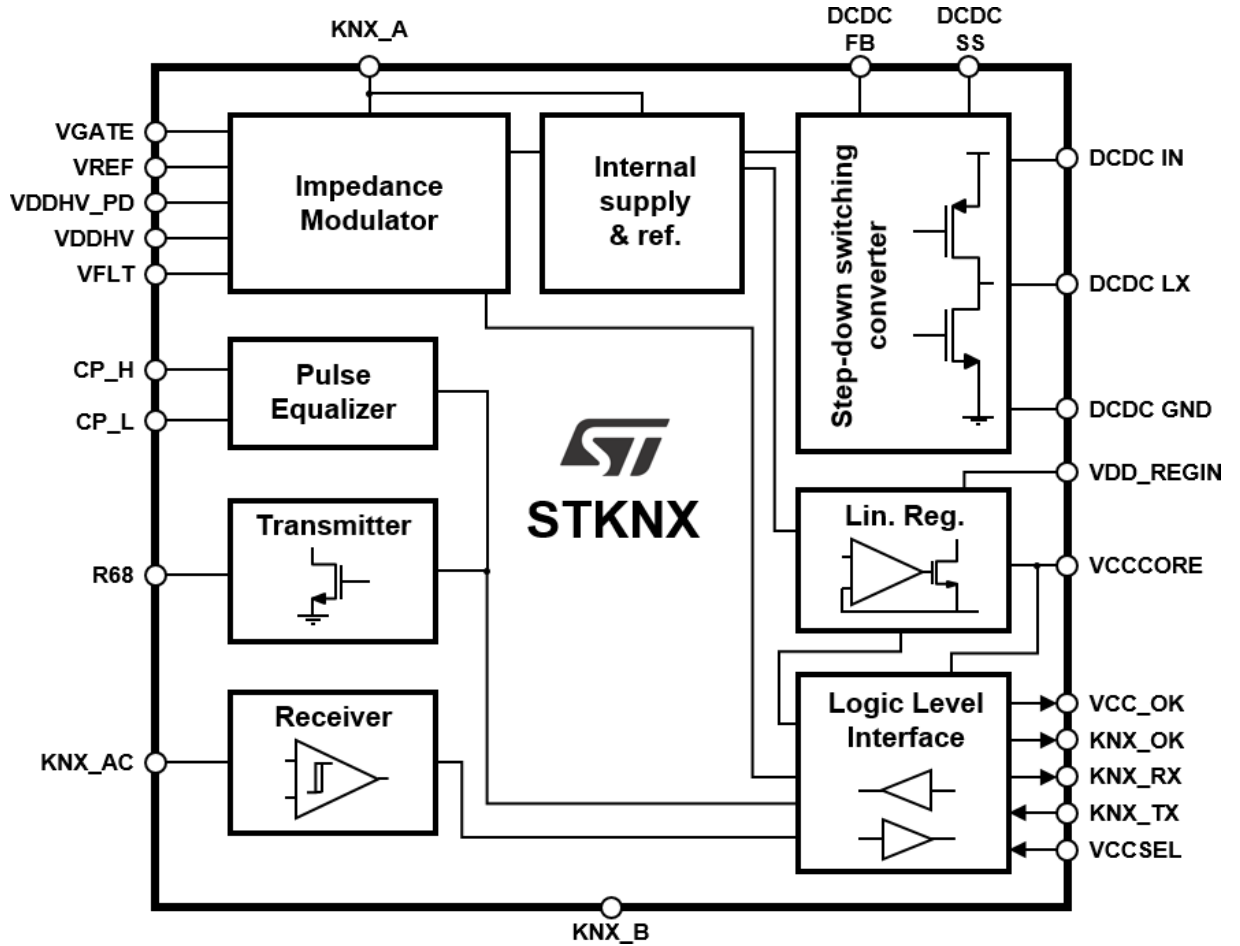 KNX_A
DCDC
FB
DCDC
SS
VGATE
VREF
VDDHV_PD
VDDHV
VFLT
Impedance
Modulator
Internal
supply
& ref.
Step-down switching
converter
DCDC IN
DCDC LX
DCDC GND
CP_H
CP_L
Pulse
Equalizer
ST
STKNX
VDD_REGIN
Lin. Reg.
VCCCORE
R68
Transmitter
KNX_AC
Receiver
Logic Level
Interface
VCC_OK
KNX_OK
KNX_RX
KNX_TX
VCCSEL
KNX_B